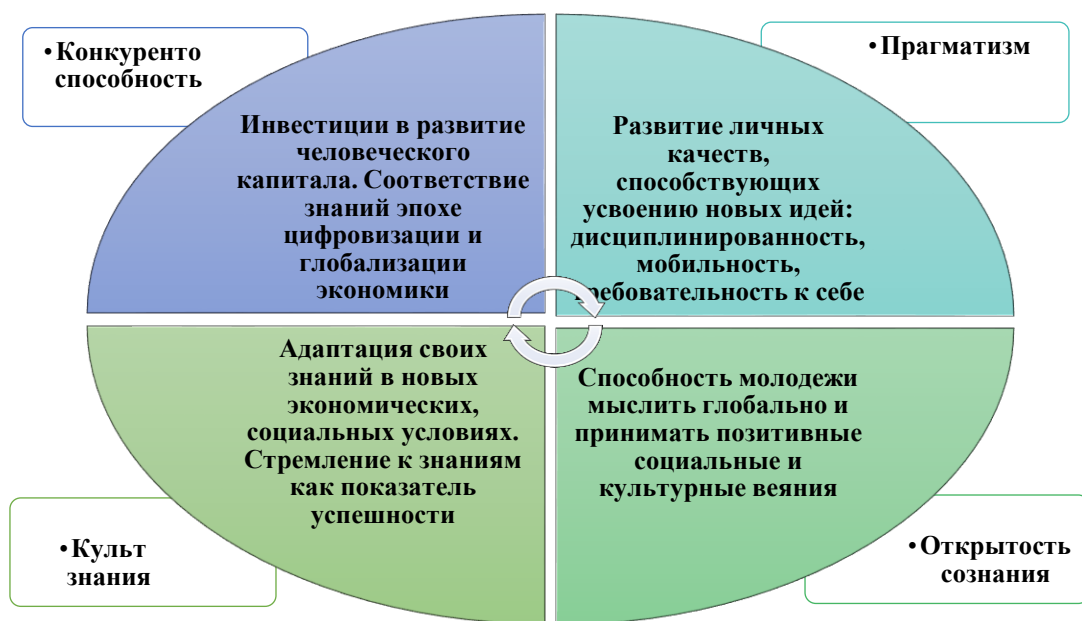 •Конкуренто
способность
Инвестиции в развитие
человеческого
капитала. Соответствие
знаний эпохе
цифровизации и
глобализации
экономики
•Прагматизм
Развитие личных
качеств,
способствующих
усвоению новых идей:
дисциплинированность,
мобильность,
требовательность к себе
Адаптация своих
знаний в новых
экономических,
социальных условиях.
Стремление к знаниям
как показатель
успешности
•Культ
знания
Способность молодежи
мыслить глобально и
принимать позитивные
социальные и
культурные веяния
•Открытость
сознания